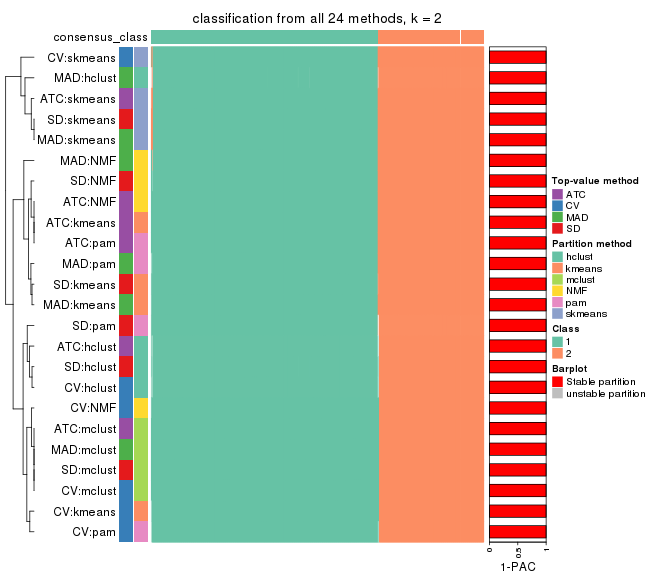 classification from all 24 methods, k = 2
consensus_class
CV:skmeans
MAD:hclust
ATC:skmeans
SD:skmeans
MAD:skmeans
MAD:NMF
SD:NMF
ATC:NMF
ATC:kmeans
ATC:pam
MAD:pam
SD:kmeans
MAD:kmeans
SD:pam
ATC:hclust
SD:hclust
CV:hclust
CV:NMF
ATC:mclust
MAD:mclust
SD:mclust
CV:mclust
CV:kmeans
CV:pam
0
0.5
1
1-PAC
Top-value method
ATC
CV
MAD
SD
Partition method
hclust
kmeans
mclust
NMF
pam
skmeans
Class
1
2
Barplot
Stable partition
unstable partition